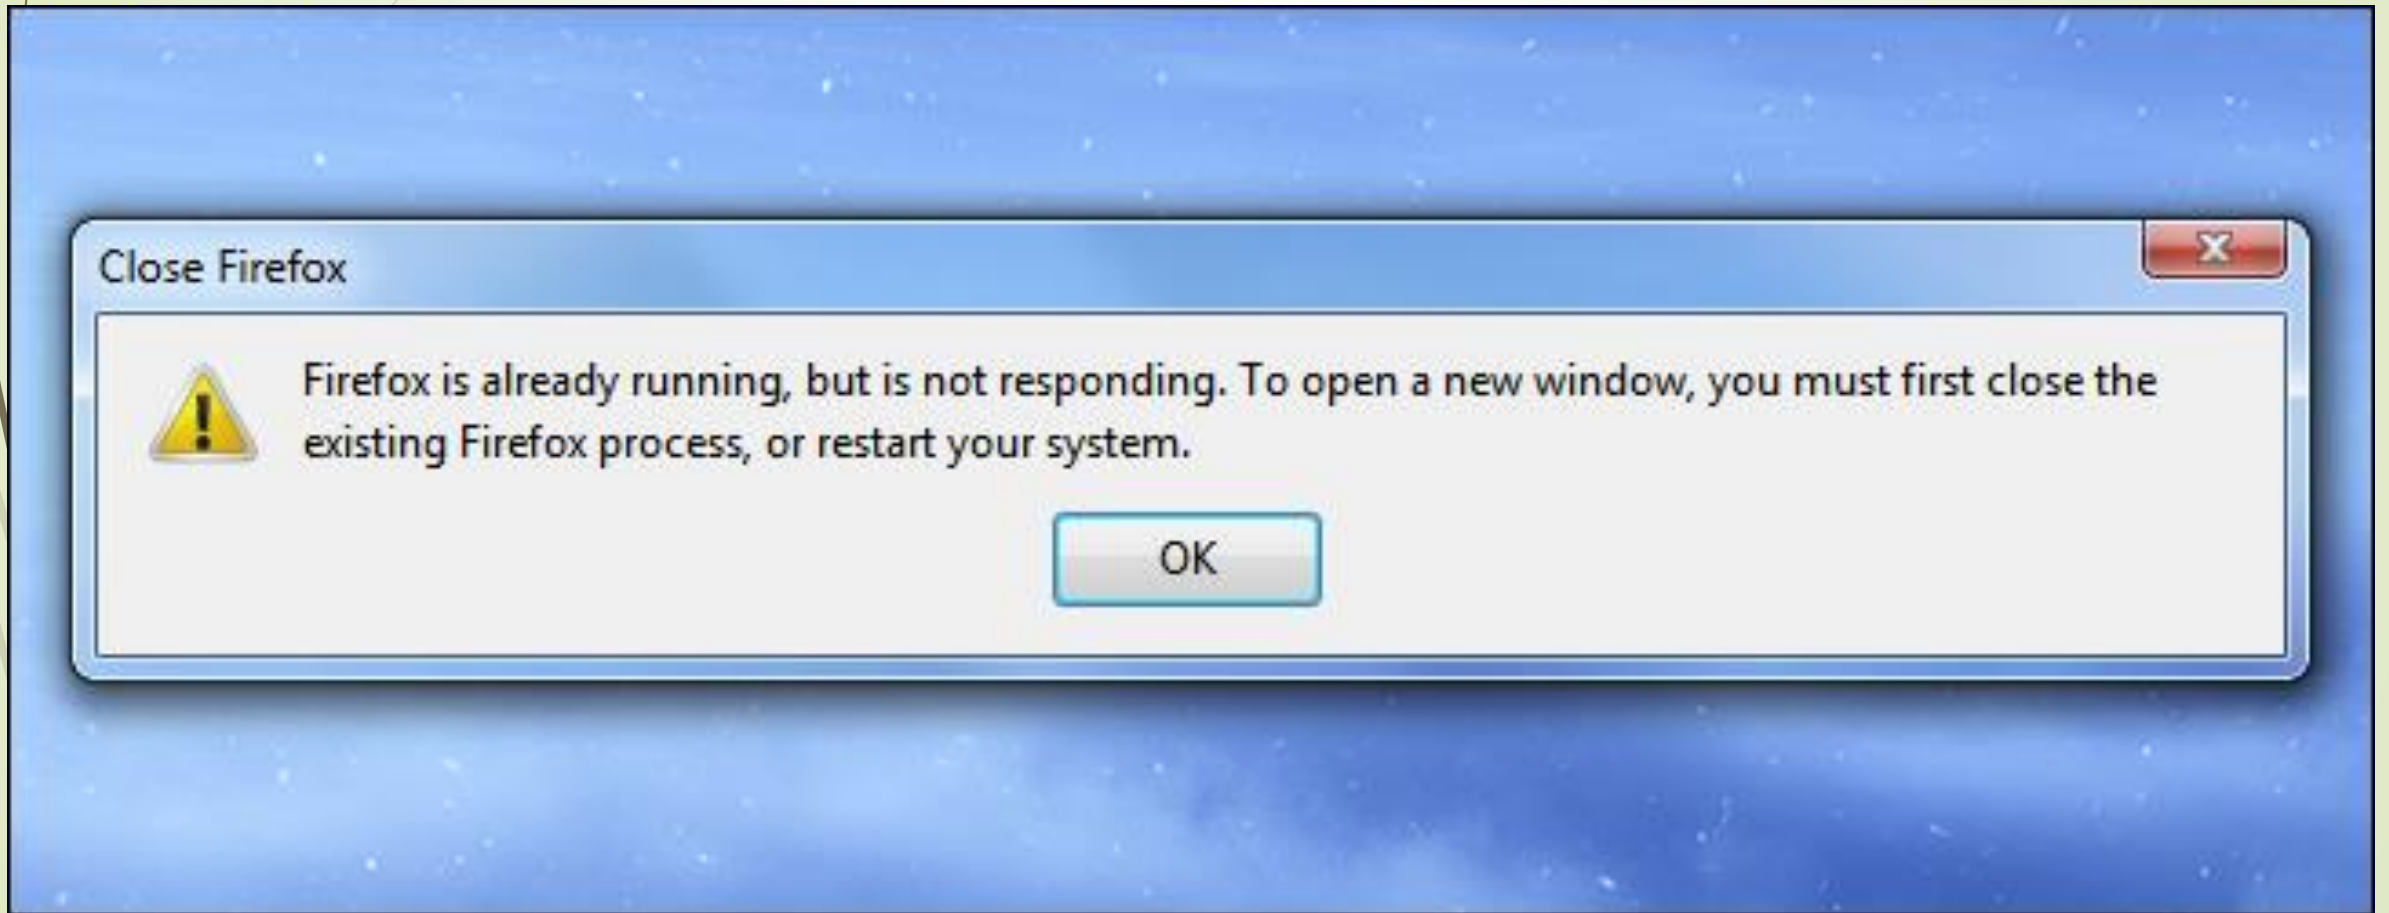 Close Firefox
Firefox is already running, but is not responding. To open a new window, you must first close the
existing Firefox process, or restart your system.
OK